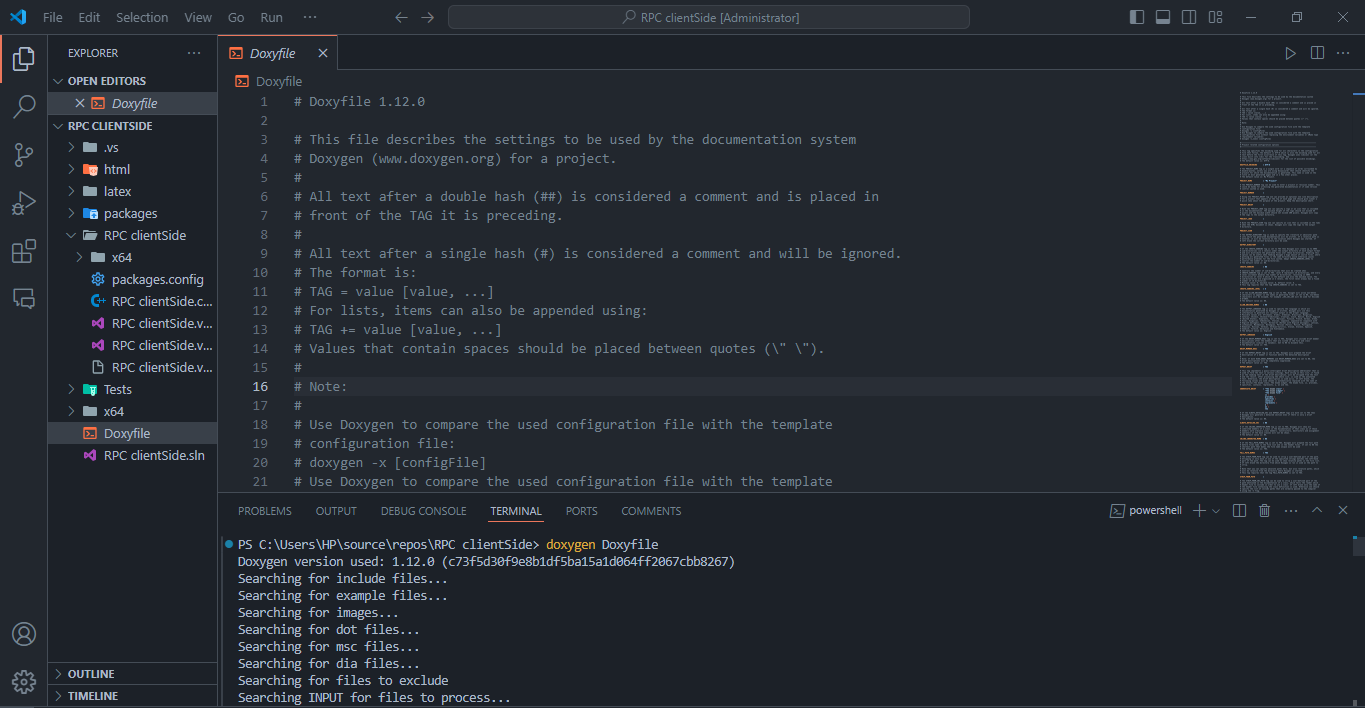 File Edit Selection View Go Run ···
RPC clientSide [Administrator]
EXPLORER ···
OPEN EDITORS
Doxyfile
RPC CLIENTSIDE
.vs
html
latex
packages
RPC clientSide
x64
packages.config
RPC clientSide.c...
RPC clientSide.v...
RPC clientSide.v...
RPC clientSide.v...
Tests
x64
Doxyfile
RPC clientSide.sln
OUTLINE
TIMELINE
Doxyfile
Doxyfile
1 # Doxyfile 1.12.0
2
3 # This file describes the settings to be used by the documentation system
4 # Doxygen (www.doxygen.org) for a project.
5 #
6 # All text after a double hash (##) is considered a comment and is placed in
7 # front of the TAG it is preceding.
8 #
9 # All text after a single hash (#) is considered a comment and will be ignored.
10 # The format is:
11 # TAG = value [value, ...]
12 # For lists, items can also be appended using:
13 # TAG += value [value, ...]
14 # Values that contain spaces should be placed between quotes (\" \").
15 #
16 # Note:
17 #
18 # Use Doxygen to compare the used configuration file with the template
19 # configuration file:
20 # doxygen -x [configFile]
21 # Use Doxygen to compare the used configuration file with the template
PROBLEMS OUTPUT DEBUG CONSOLE TERMINAL PORTS COMMENTS
powershell
PS C:\Users\HP\source\repos\RPC clientSide> doxygen Doxyfile
Doxygen version used: 1.12.0 (c73f5d30f9e8b1df5ba15a1d064ff2067cbb8267)
Searching for include files...
Searching for example files...
Searching for images...
Searching for dot files...
Searching for msc files...
Searching for dia files...
Searching for files to exclude
Searching INPUT for files to process...